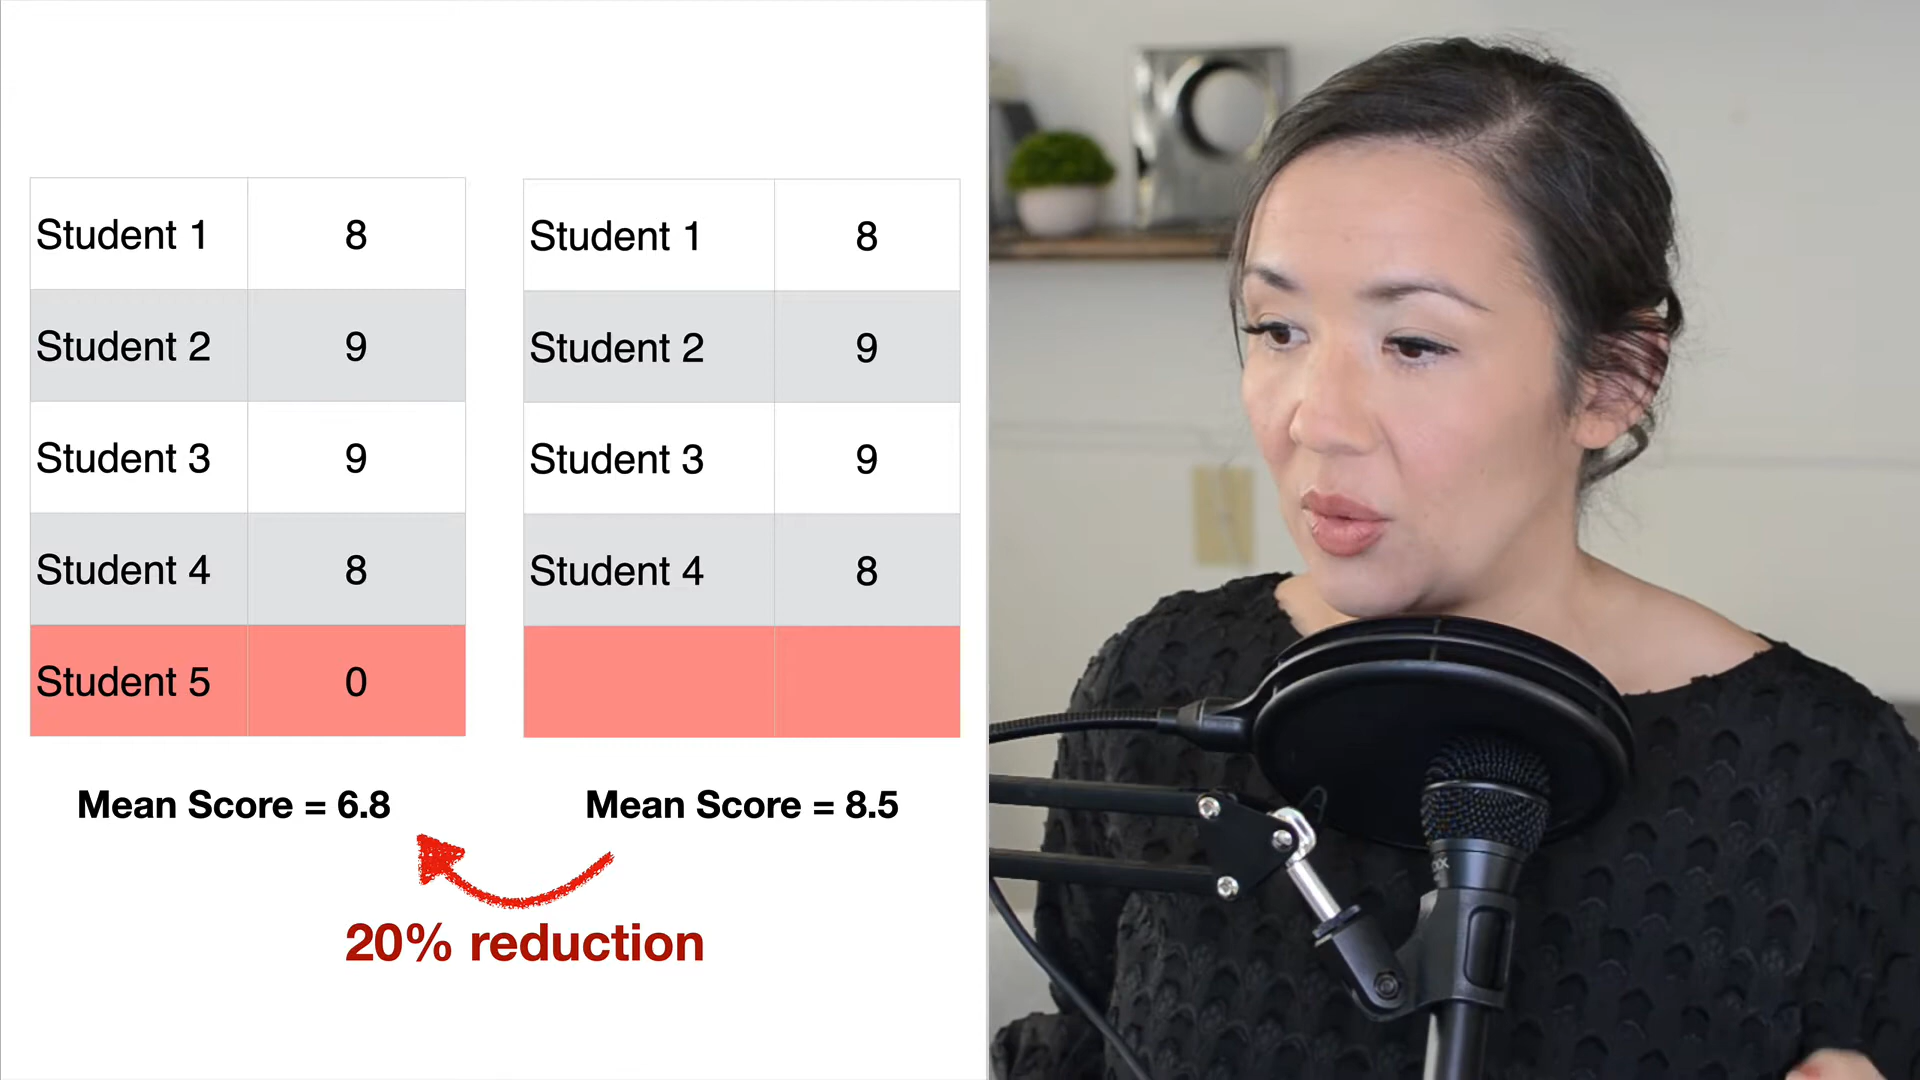 Student 1 8
Student 2 9
Student 3 9
Student 4 8
Student 5 0
Mean Score = 6.8
Student 1 8
Student 2 9
Student 3 9
Student 4 8
Mean Score = 8.5
20% reduction